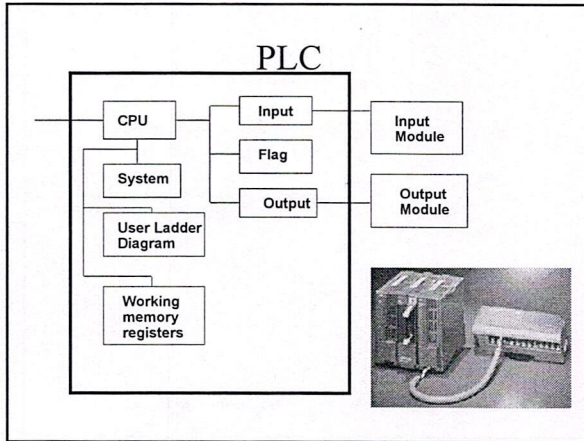 PLC
CPU
Input
Input
Module
Flag
System
Output
Output
Module
User Ladder
Diagram
Working
memory
registers